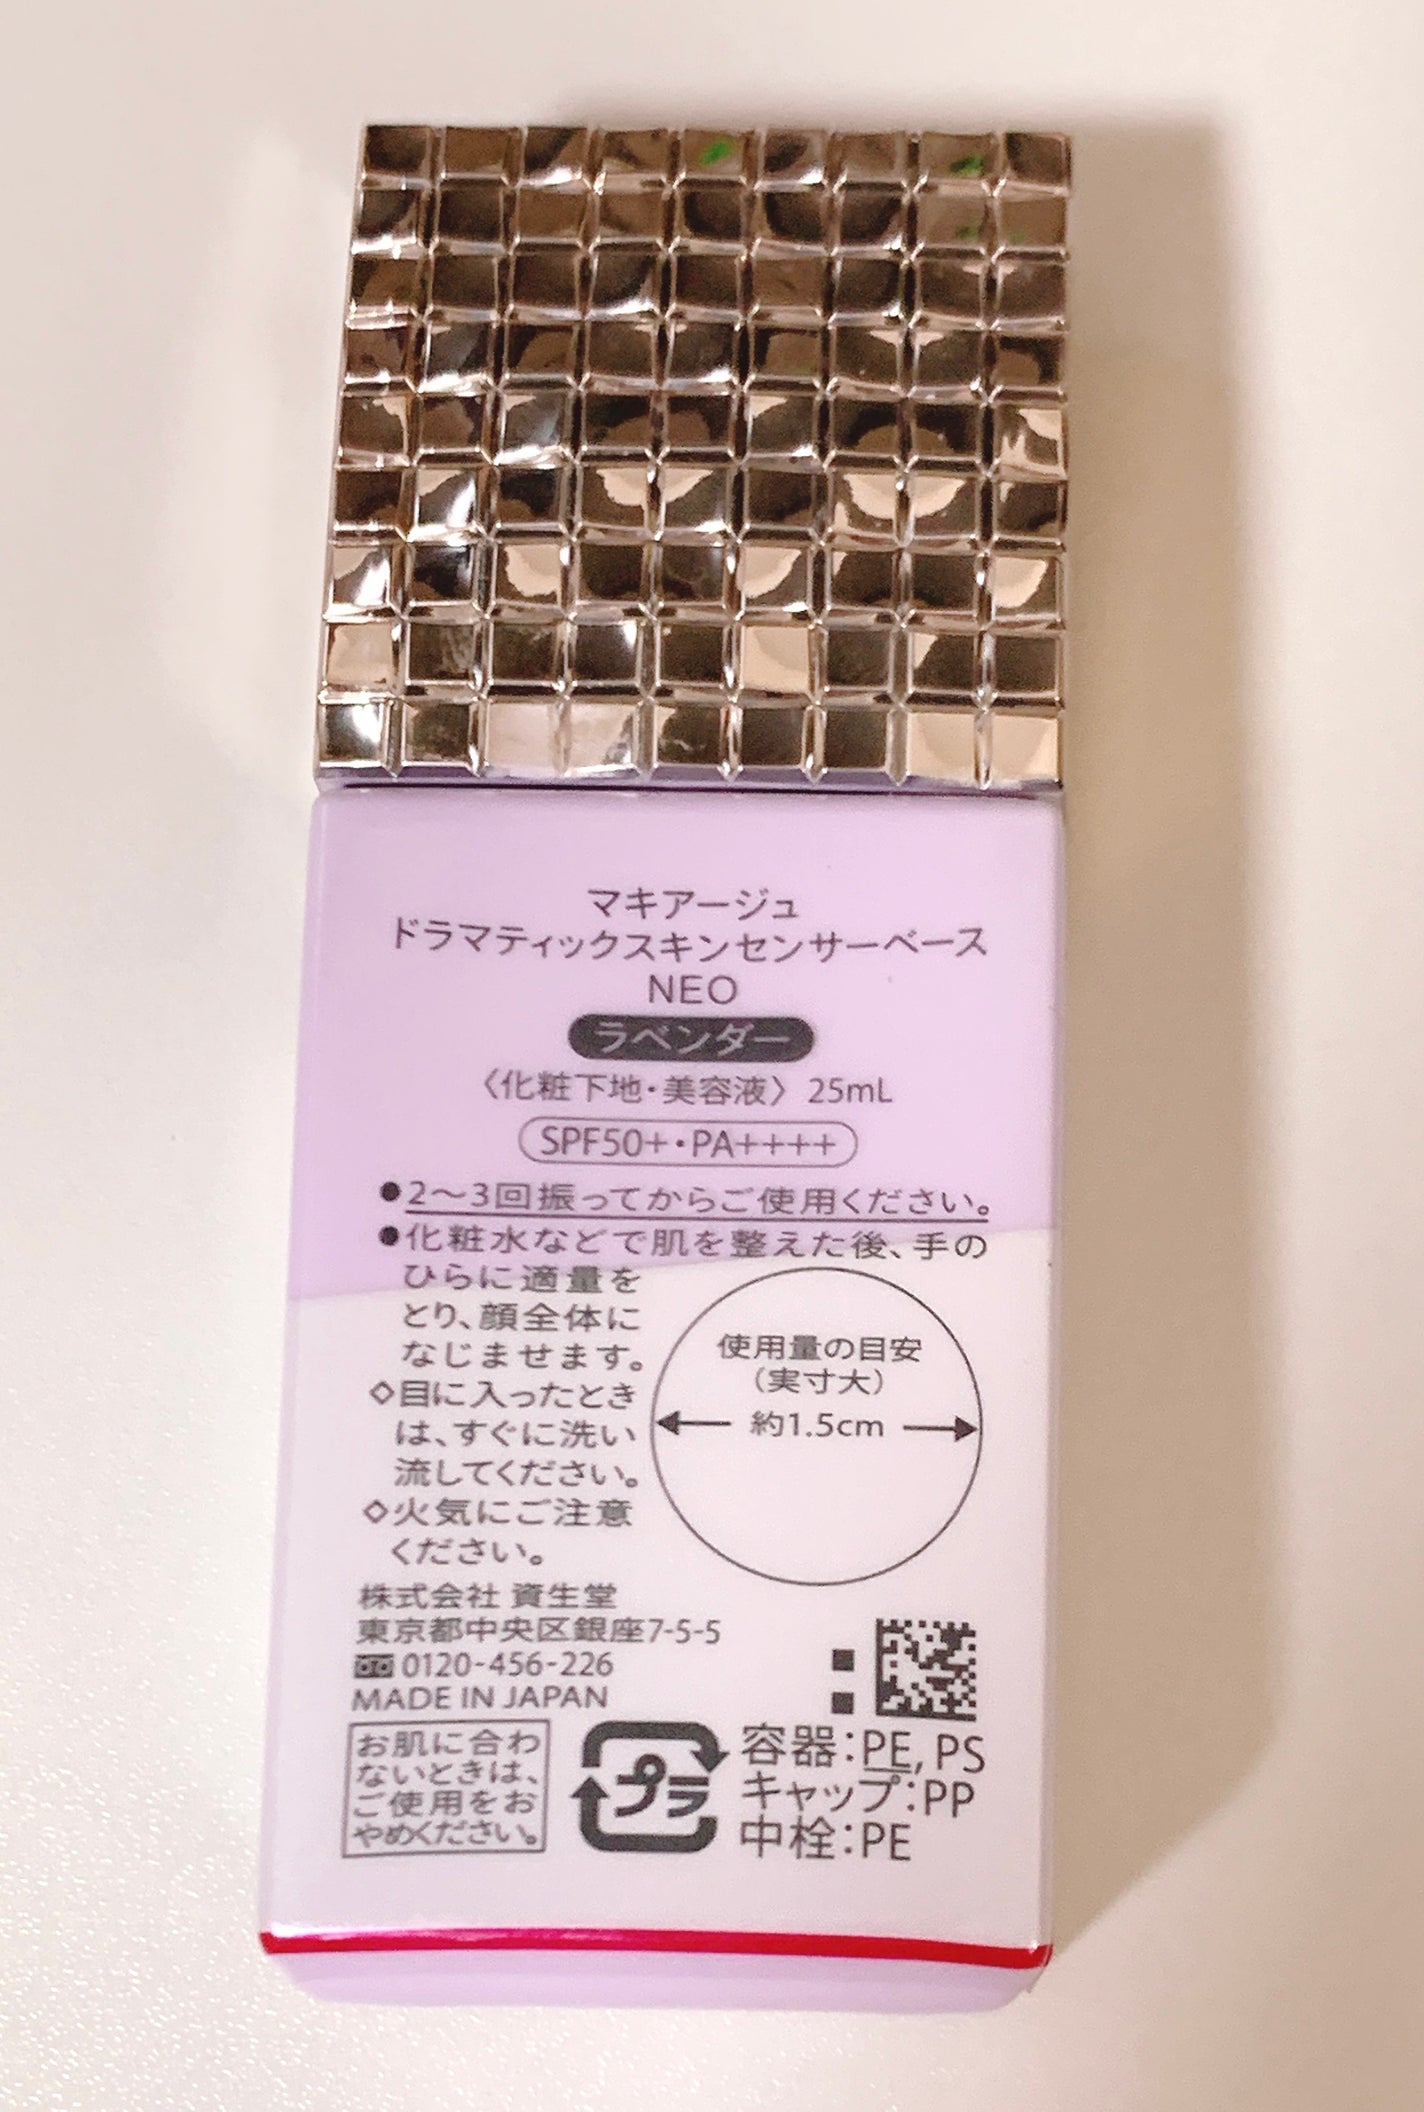 マキアージュ
ドラマティックスキンセンサーベース
NEO
ラベンダー
〈化粧下地・美容液〉 25mL
SPF50+・PA++++
●2～3回振ってからご使用ください。
●化粧水などで肌を整えた後、手の
ひらに適量を
とり、顔全体に
なじませます。
◇目に入ったとき
は、すぐに洗い
流してください。
◇火気にご注意
ください。
使用量の目安
（実寸大）
約1.5cm
株式会社 資生堂
東京都中央区銀座7-5-5
0120-456-226
MADE IN JAPAN
お肌に合わ
ないときは、
ご使用をお
やめください。
プラ
容器：PE, PS
キャップ：PP
中栓：PE